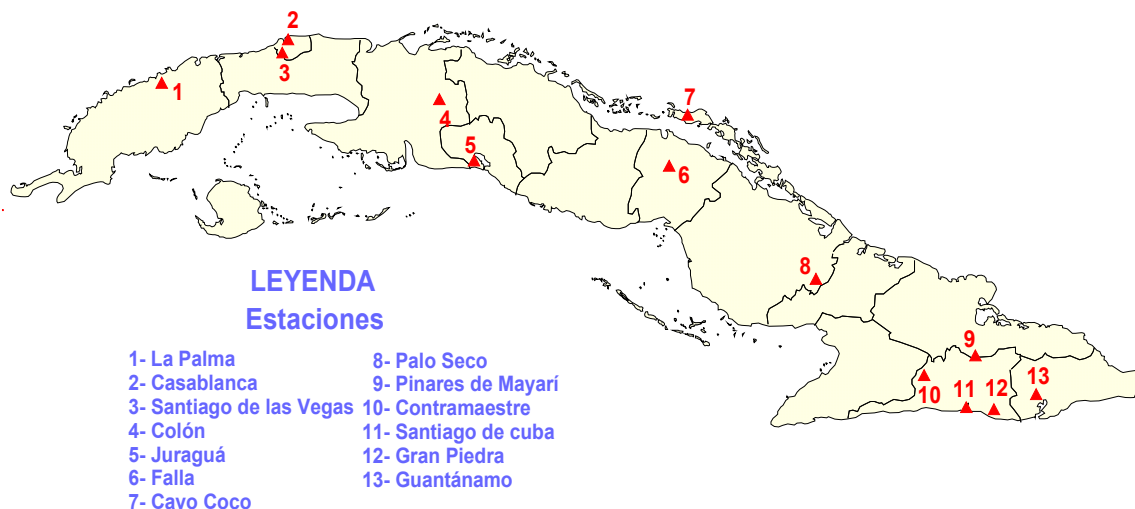 2
3
1
7
4
5
6
8
9
10
11
12
13
LEYENDA
Estaciones
1- La Palma
2- Casablanca
3- Santiago de las Vegas
4- Colón
5- Juraguá
6- Falla
7- Cayo Coco
8- Palo Seco
9- Pinares de Mayarí
10- Contramaestre
11- Santiago de cuba
12- Gran Piedra
13- Guantánamo